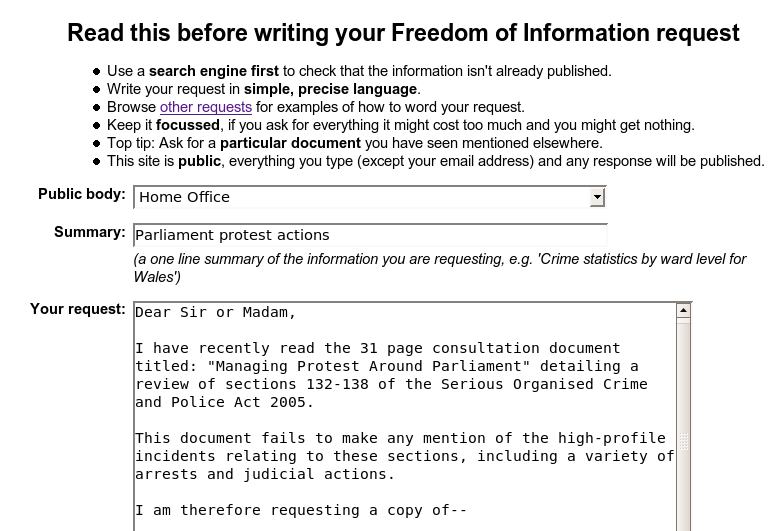 Read this before writing your Freedom of Information request
Use a search engine first to check that the information isn't already published.
Write your request in simple, precise language.
Browse other requests for examples of how to word your request.
Keep it focussed, if you ask for everything it might cost too much and you might get nothing.
Top tip: Ask for a particular document you have seen mentioned elsewhere.
This site is public, everything you type (except your email address) and any response will be published.
Public body: Home Office
Summary: Parliament protest actions
(a one line summary of the information you are requesting, e.g. 'Crime statistics by ward level for
Wales')
Your request: Dear Sir or Madam,
I have recently read the 31 page consultation document
titled: "Managing Protest Around Parliament" detailing a
review of sections 132-138 of the Serious Organised Crime
and Police Act 2005.
This document fails to make any mention of the high-profile
incidents relating to these sections, including a variety of
arrests and judicial actions.
I am therefore requesting a copy of--